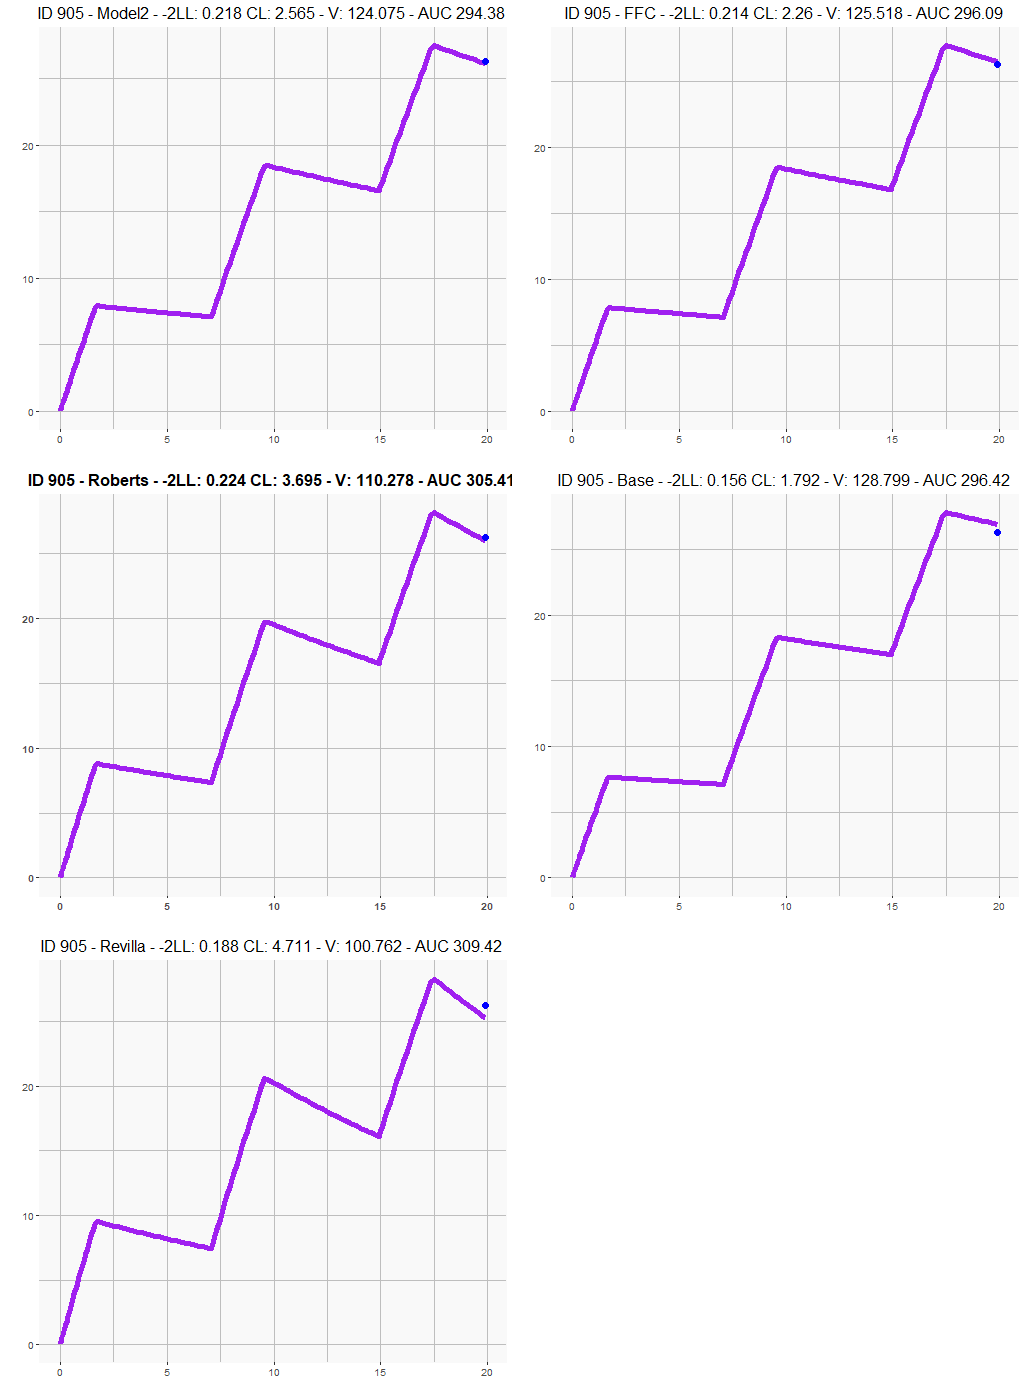 ID 905 - Model2 - -2LL: 0.218 CL: 2.565 - V: 124.075 - AUC 294.38
20
10
0
0 5 10 15 20
ID 905 - FFC - -2LL: 0.214 CL: 2.26 - V: 125.518 - AUC 296.09
20
10
0
0 5 10 15 20
ID 905 - Roberts - -2LL: 0.224 CL: 3.695 - V: 110.278 - AUC 305.41
20
10
0
0 5 10 15 20
ID 905 - Base - -2LL: 0.156 CL: 1.792 - V: 128.799 - AUC 296.42
20
10
0
0 5 10 15 20
ID 905 - Revilla - -2LL: 0.188 CL: 4.711 - V: 100.762 - AUC 309.42
20
10
0
0 5 10 15 20